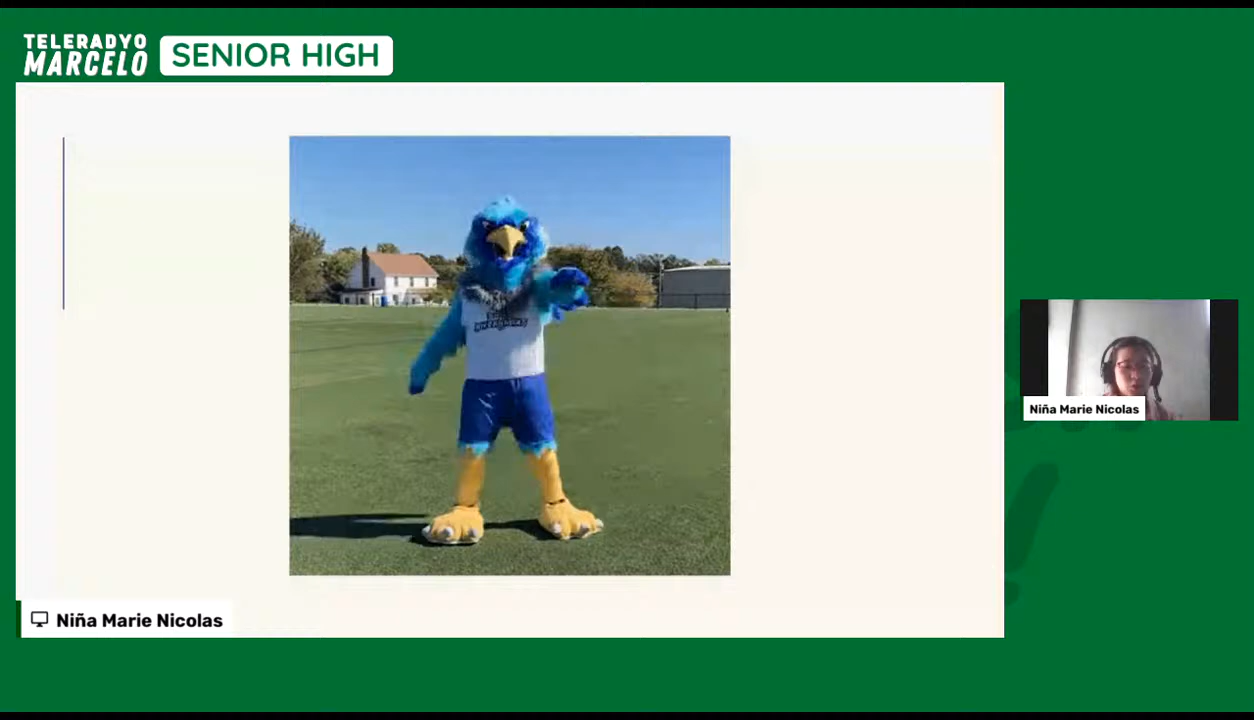 TELERADYO
MARCELO
SENIOR HIGH
Niña Marie Nicolas
Niña Marie Nicolas